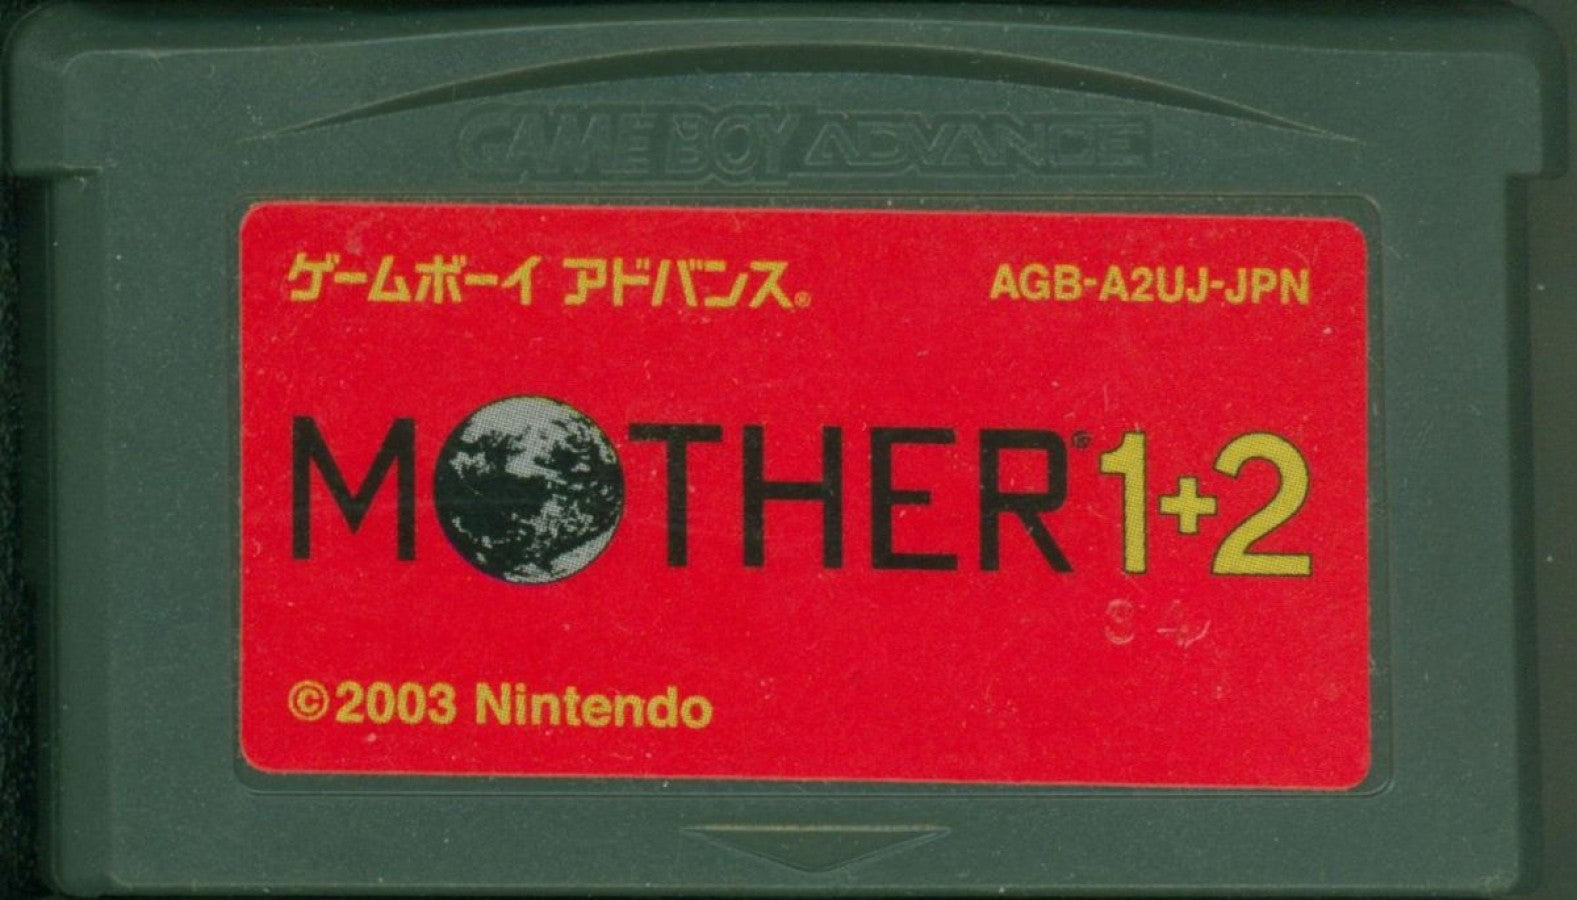 GAME BOY ADVANCE
ゲームボーイ アドバンス®
AGB-A2UJ-JPN
MOTHER®1+2
34
©2003 Nintendo